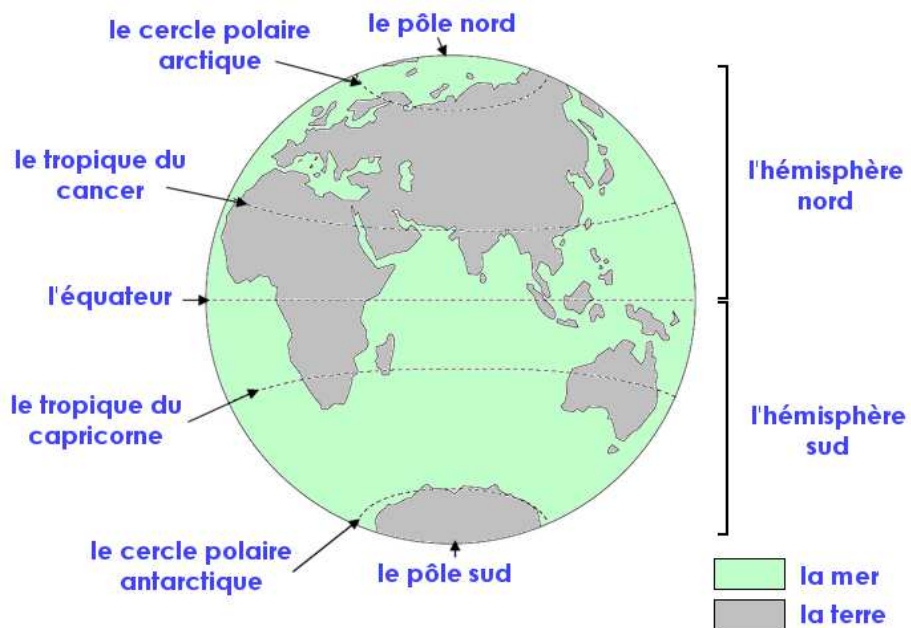 le cercle polaire
arctique
le pôle nord
le tropique du
cancer
l'hémisphère
nord
l'équateur
le tropique du
capricorne
l'hémisphère
sud
le cercle polaire
antarctique
le pôle sud
la mer
la terre